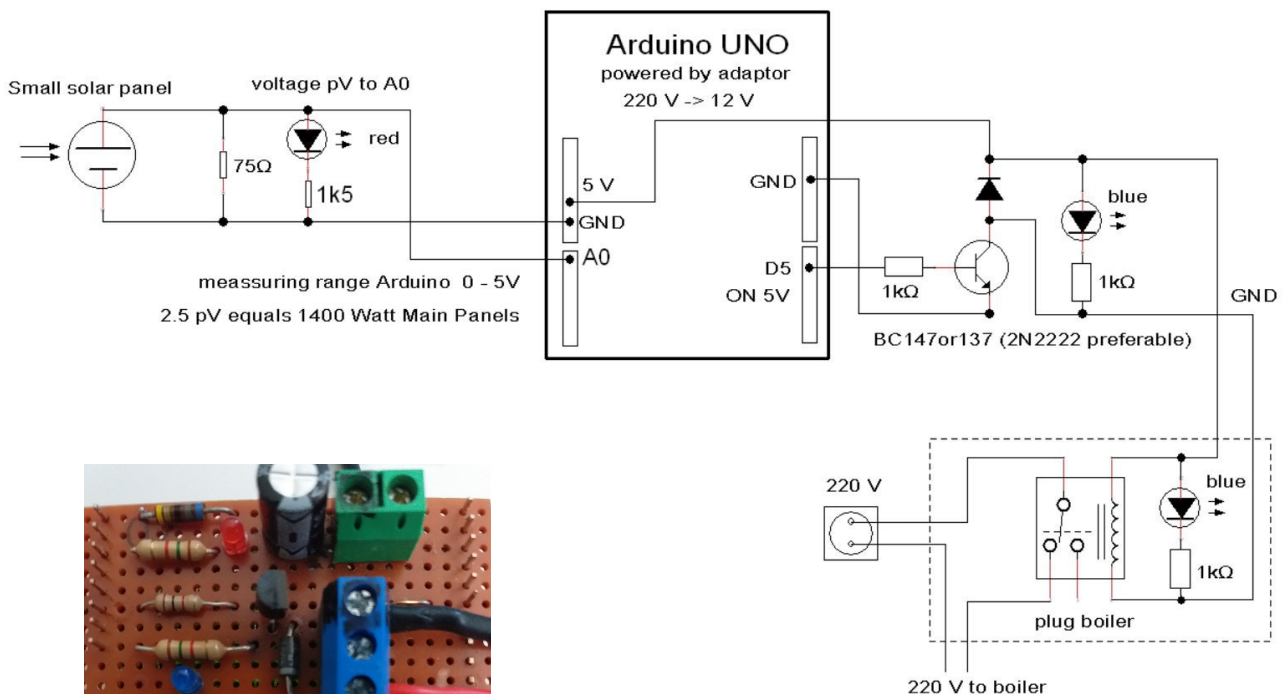 Arduino UNO
powered by adaptor
220 V -> 12 V
Small solar panel
voltage pV to A0
red
75Ω
1k5
5 V
GND
A0
GND
D5
ON 5V
1kΩ
blue
1kΩ
GND
meassuring range Arduino 0 - 5V
2.5 pV equals 1400 Watt Main Panels
BC147or137 (2N2222 preferable)
220 V
blue
1kΩ
plug boiler
220 V to boiler